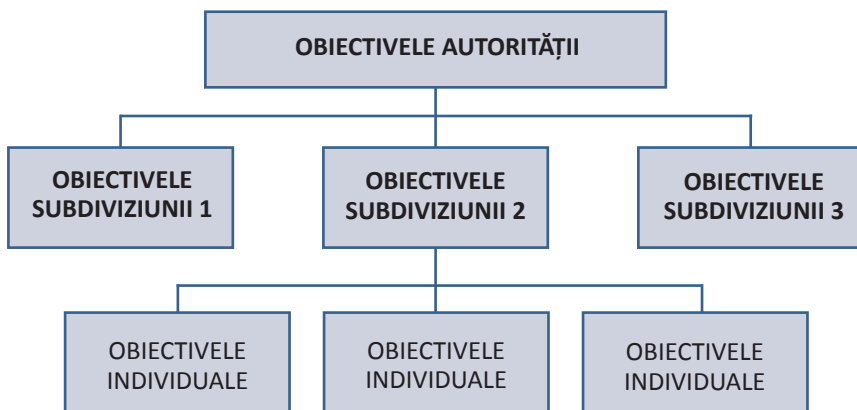 OBIECTIVELE AUTORITĂȚII
OBIECTIVELE
SUBDIVIZIUNII 1
OBIECTIVELE
SUBDIVIZIUNII 2
OBIECTIVELE
SUBDIVIZIUNII 3
OBIECTIVELE
INDIVIDUALE
OBIECTIVELE
INDIVIDUALE
OBIECTIVELE
INDIVIDUALE